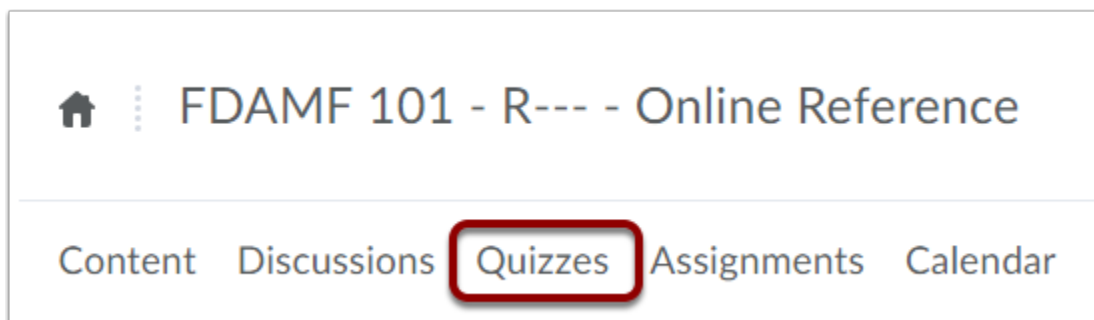 FDAMF 101 - R--- - Online Reference
Content Discussions Quizzes Assignments Calendar